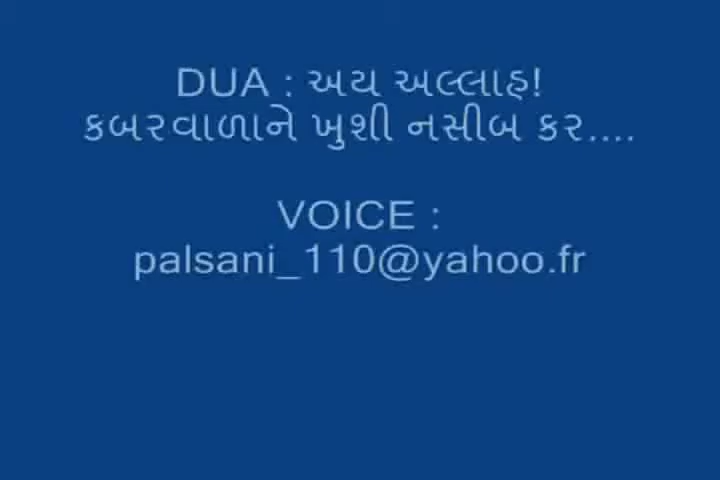 DUA : અય અલ્લાહ!
કબરવાળાને ખુશી નસીબ કર....
VOICE :
palsani_110@yahoo.fr